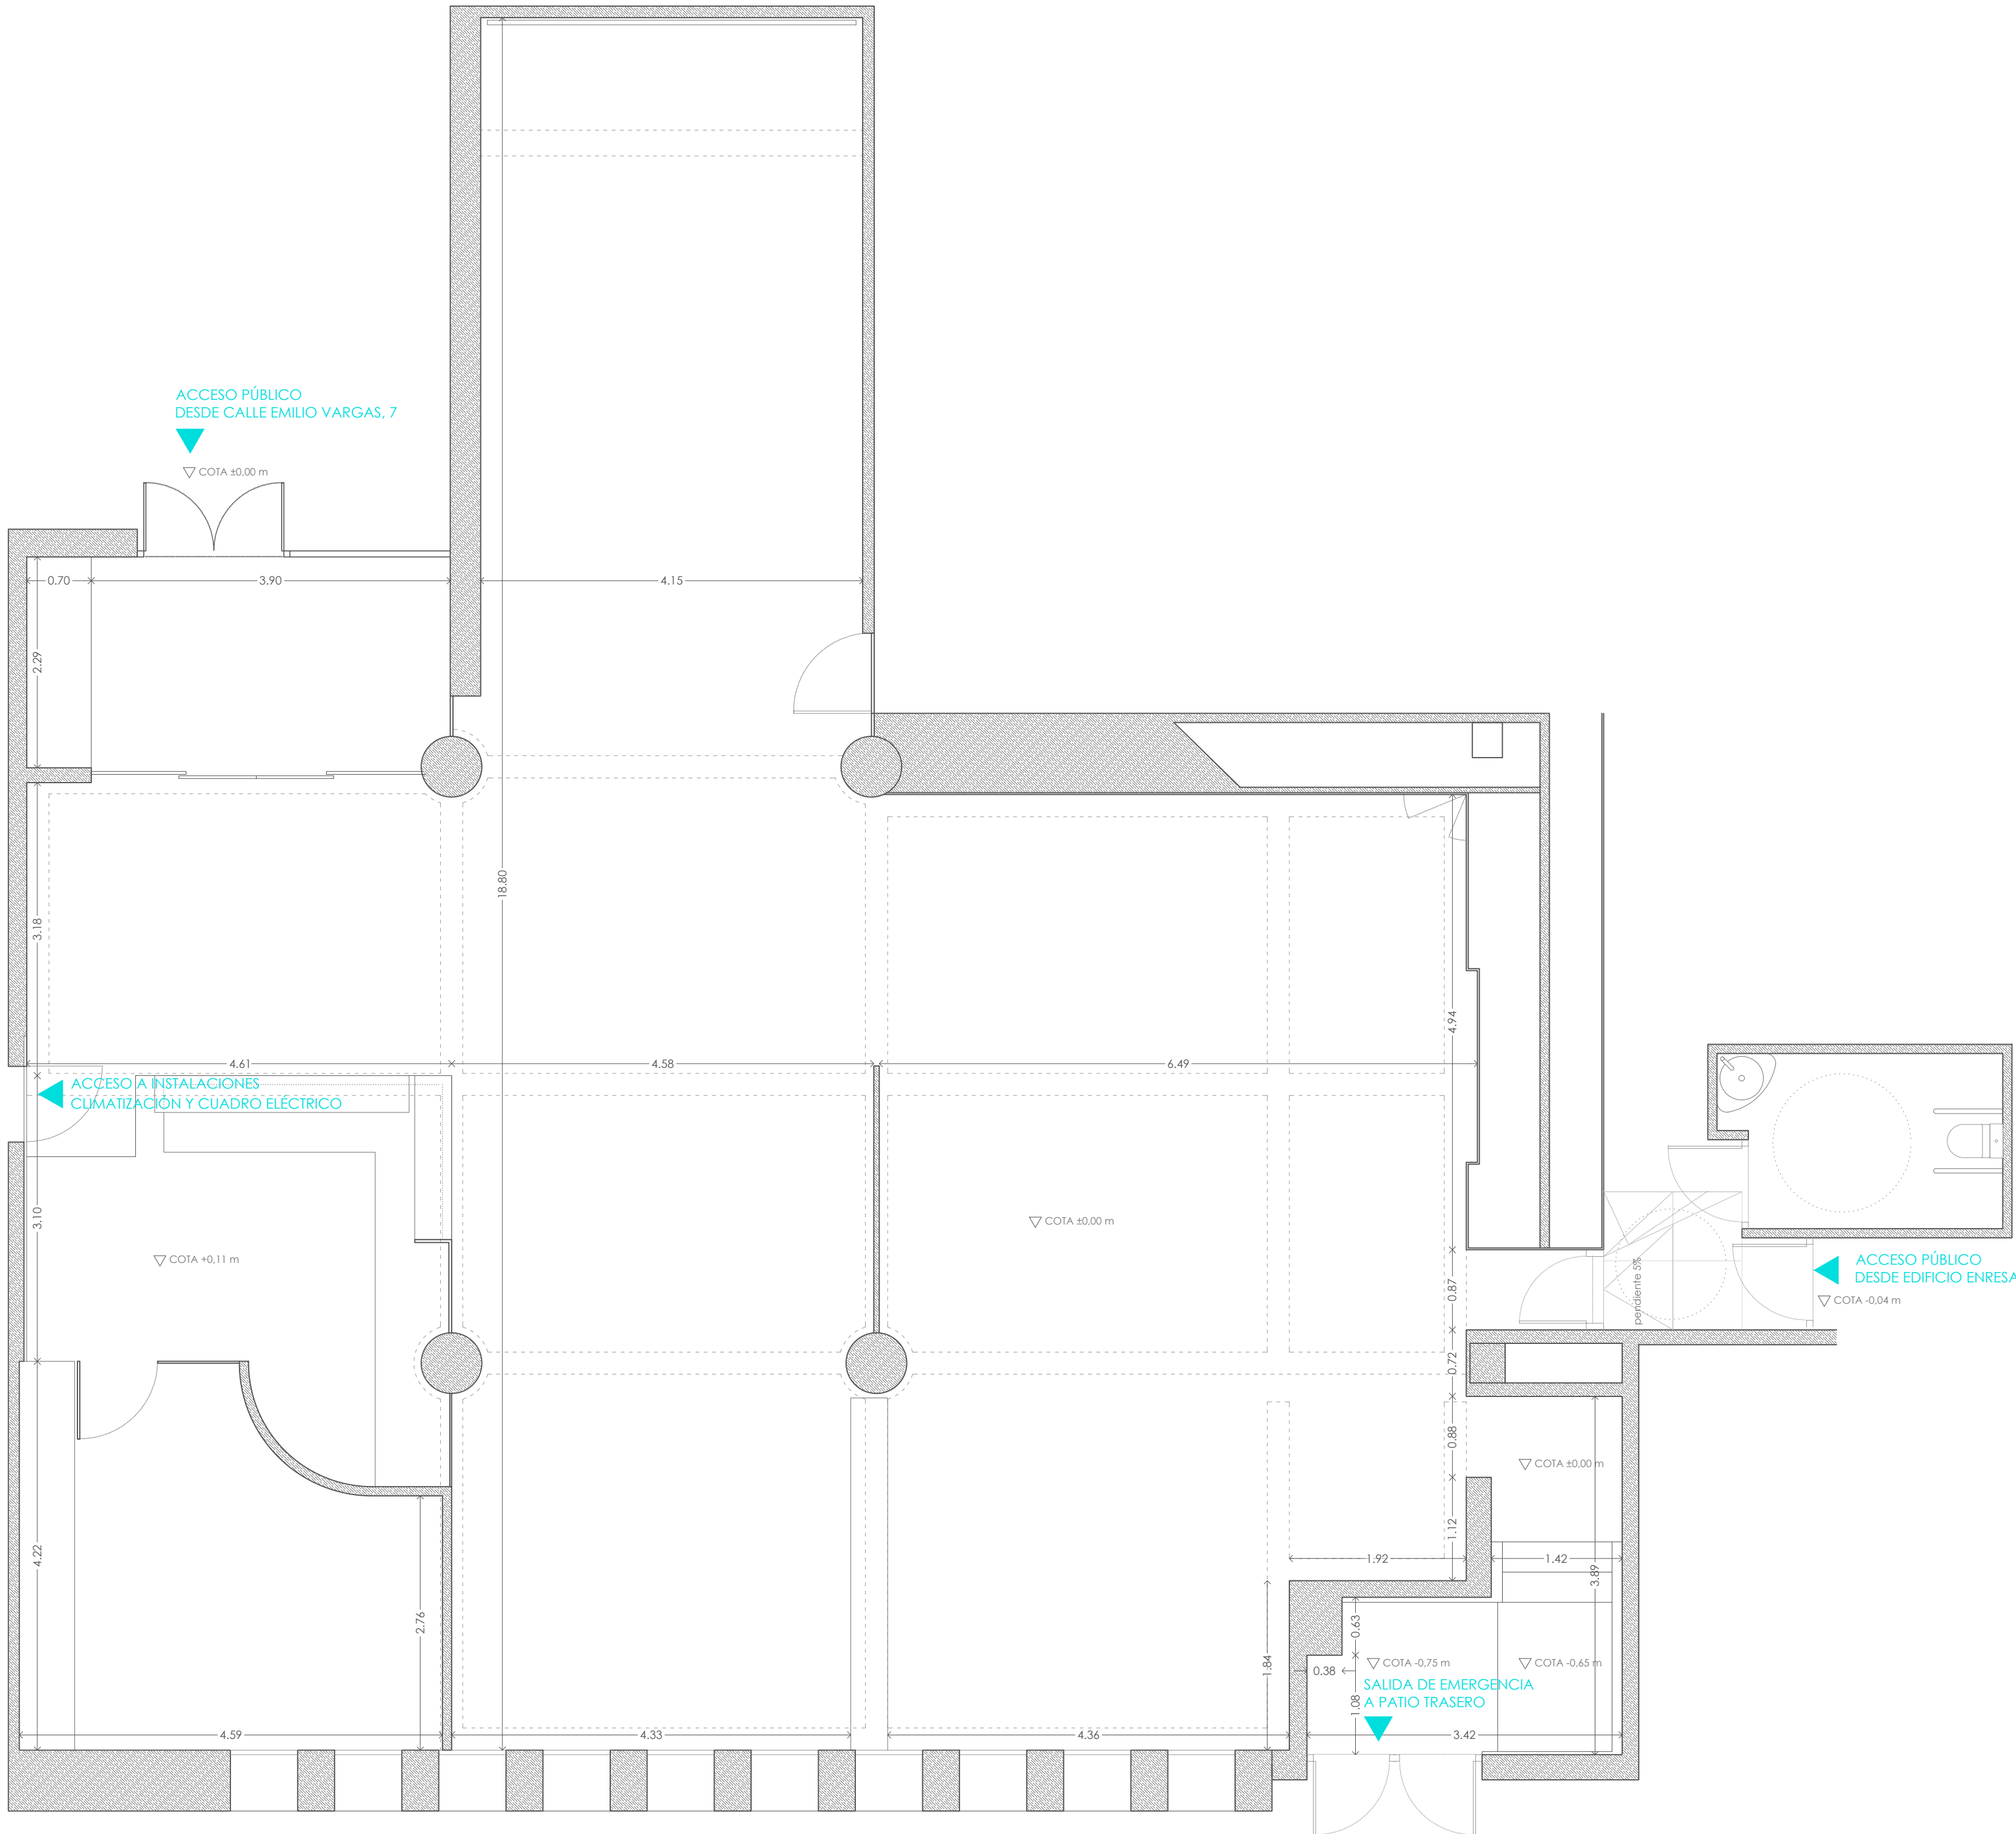 ACCESO PÚBLICO
DESDE CALLE EMILIO VARGAS, 7
COTA ±0,00 m
0.70
3.90
4.15
2.29
18.80
3.18
4.61
4.58
6.49
4.94
ACCESO A INSTALACIONES
CLIMATIZACIÓN Y CUADRO ELÉCTRICO
3.10
COTA ±0,00 m
COTA +0,11 m
0.87
pendiente 5%
ACCESO PÚBLICO
DESDE EDIFICIO ENRESA
COTA -0,04 m
0.72
0.88
COTA ±0,00 m
1.12
4.22
1.92
1.42
3.89
2.76
0.63
1.84
0.38
COTA -0,75 m
COTA -0,65 m
SALIDA DE EMERGENCIA
A PATIO TRASERO
1.08
4.59
4.33
4.36
3.42